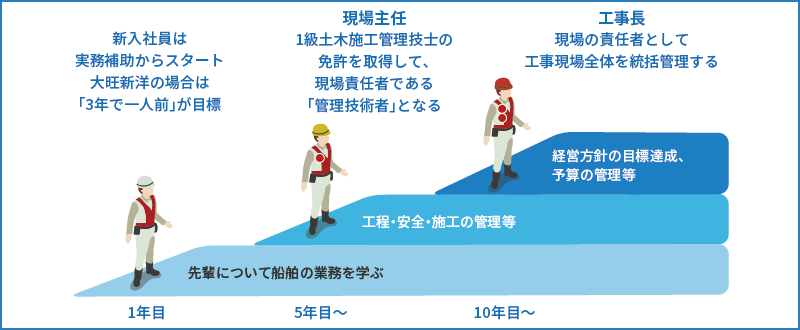 新入社員は
実務補助からスタート
大旺新洋の場合は
「3年で一人前」が目標
現場主任
1級土木施工管理技士の
免許を取得して、
現場責任者である
「管理技術者」となる
工事長
現場の責任者として
工事現場全体を統括管理する
経営方針の目標達成、
予算の管理等
工程・安全・施工の管理等
先輩について船舶の業務を学ぶ
1年目
5年目〜
10年目〜